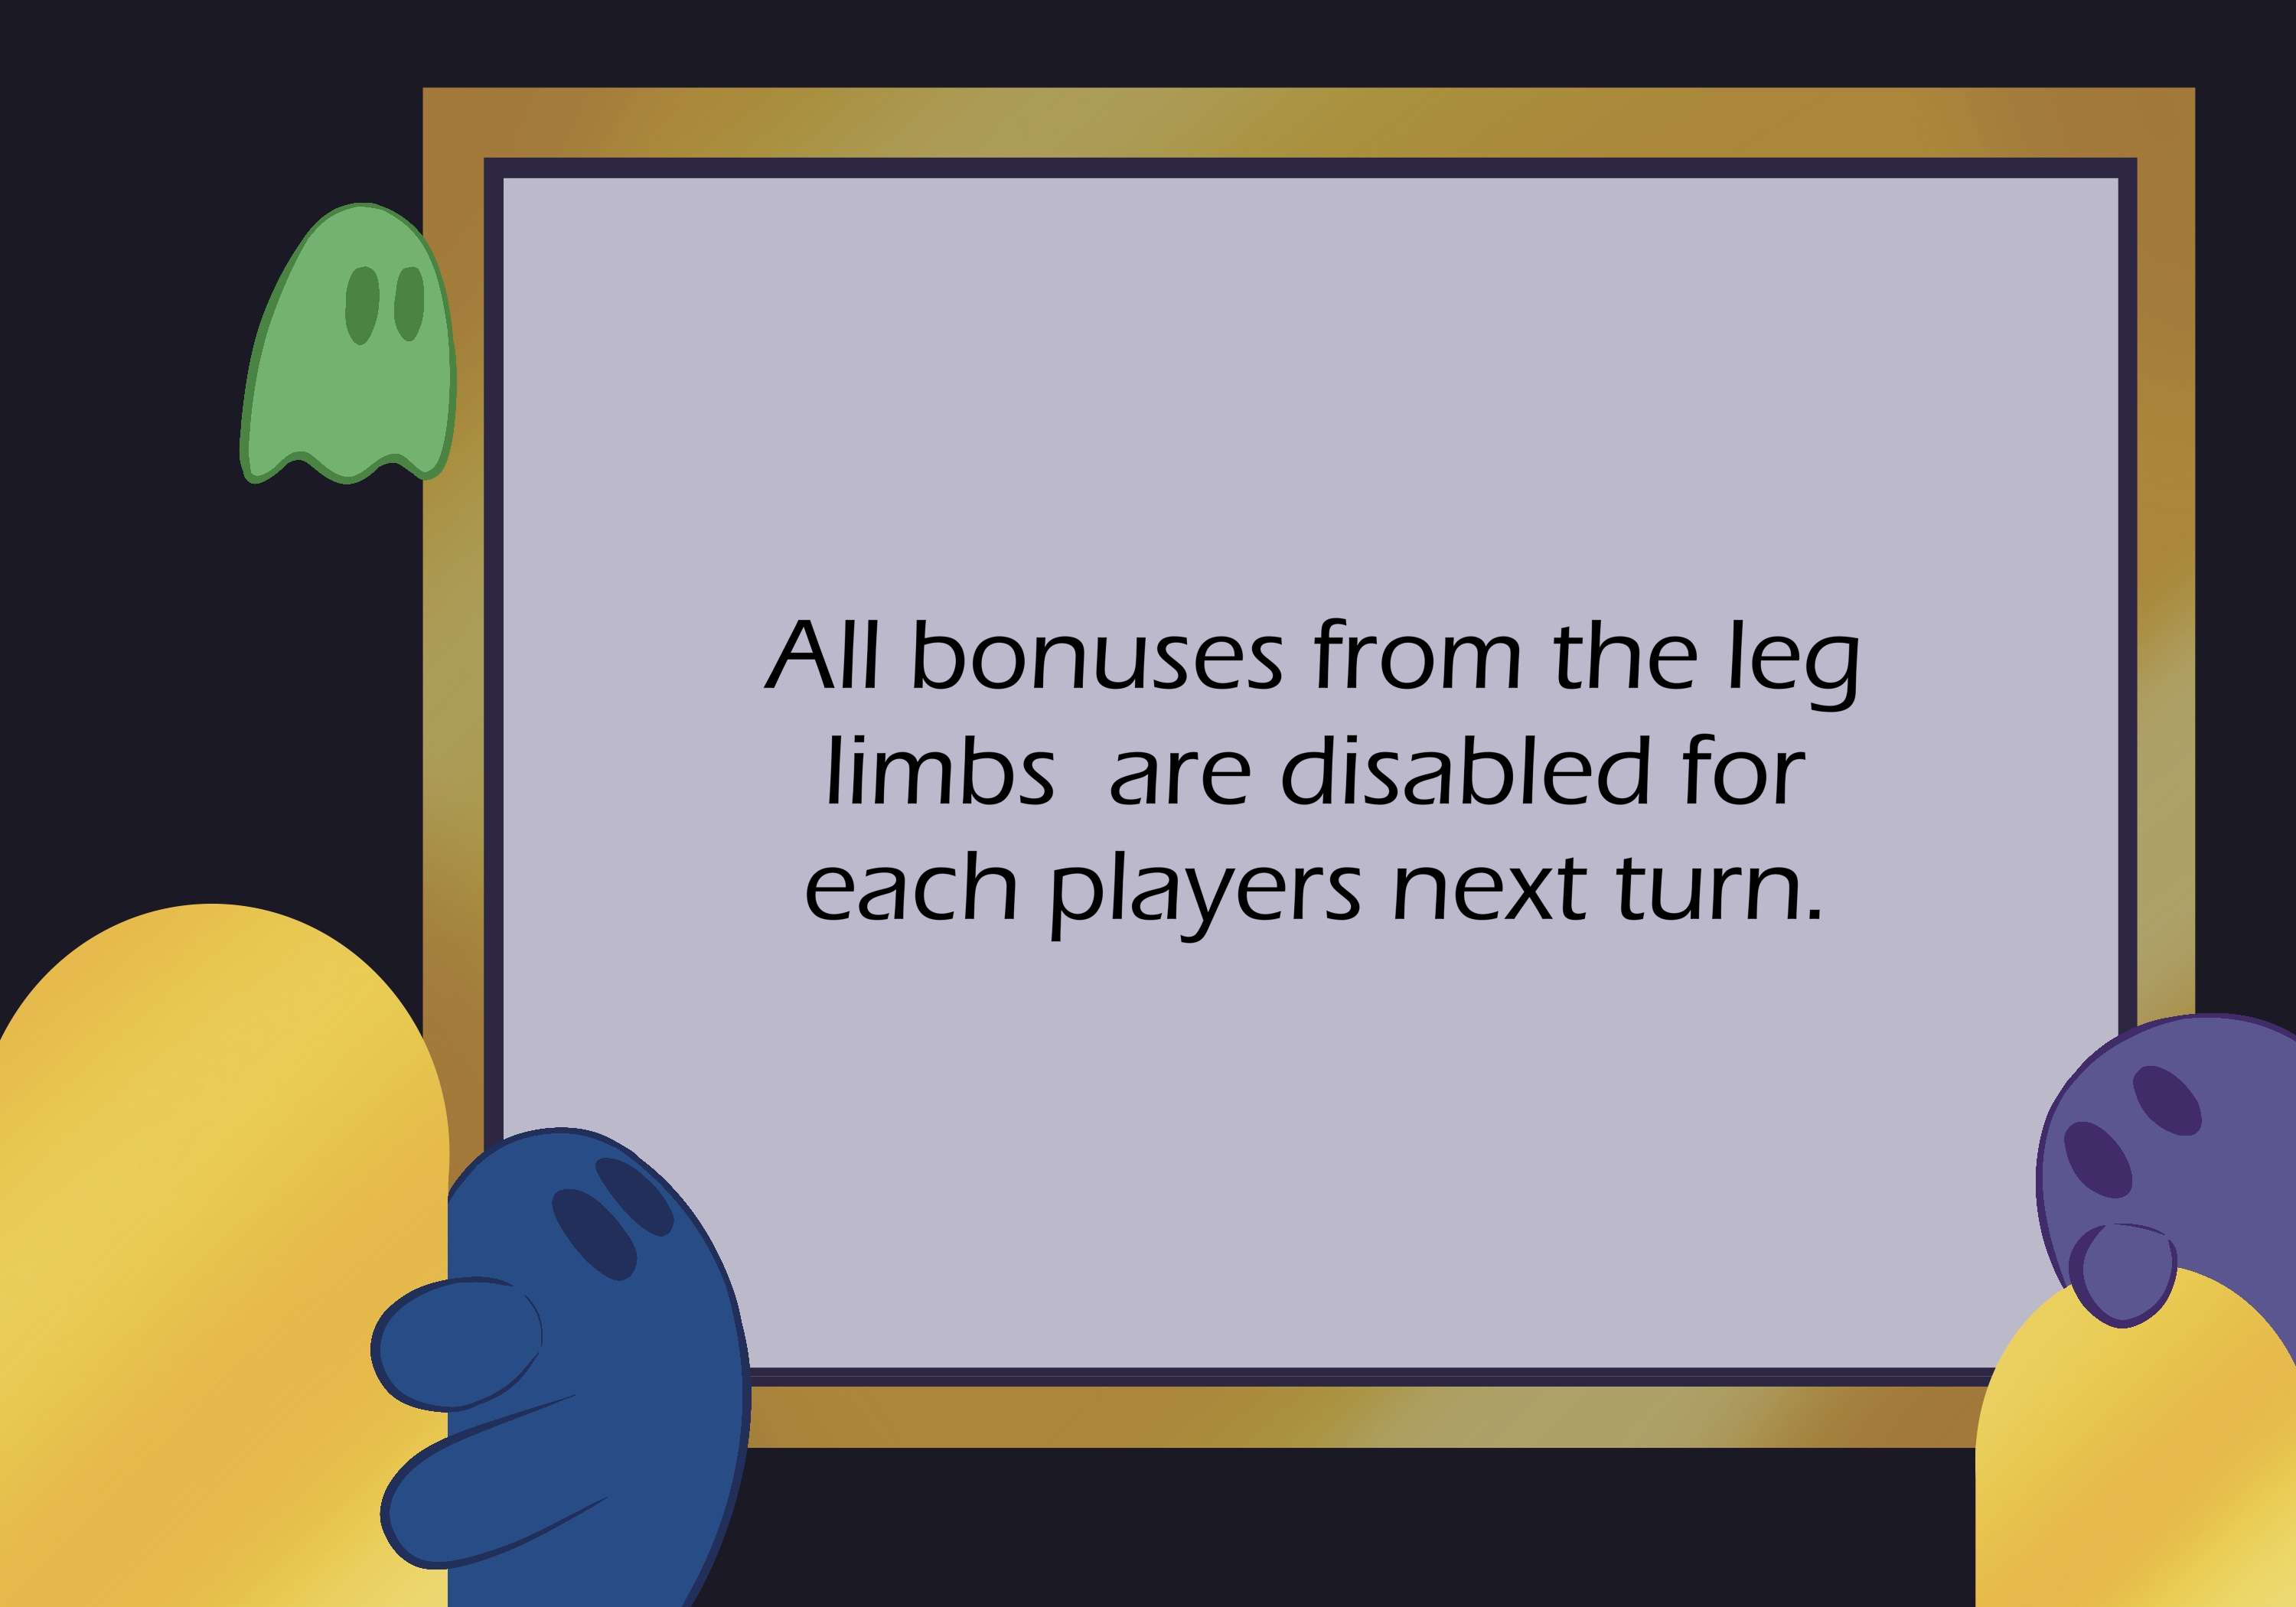 All bonuses from the leg
limbs  are disabled for
each players next turn.